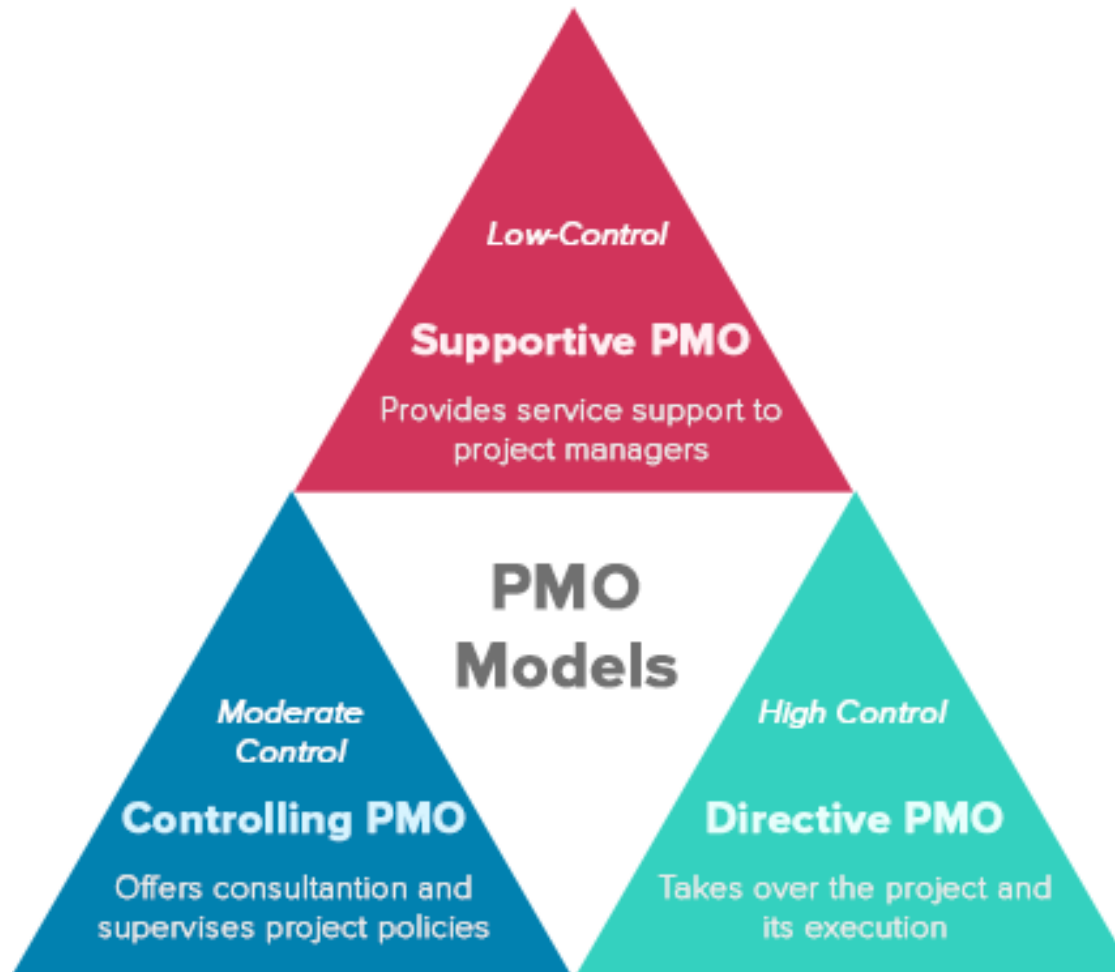 Low-Control
Supportive PMO
Provides service support to
project managers
PMO
Models
Moderate
Control
Controlling PMO
Offers consultantion and
supervises project policies
High Control
Directive PMO
Takes over the project and
its execution